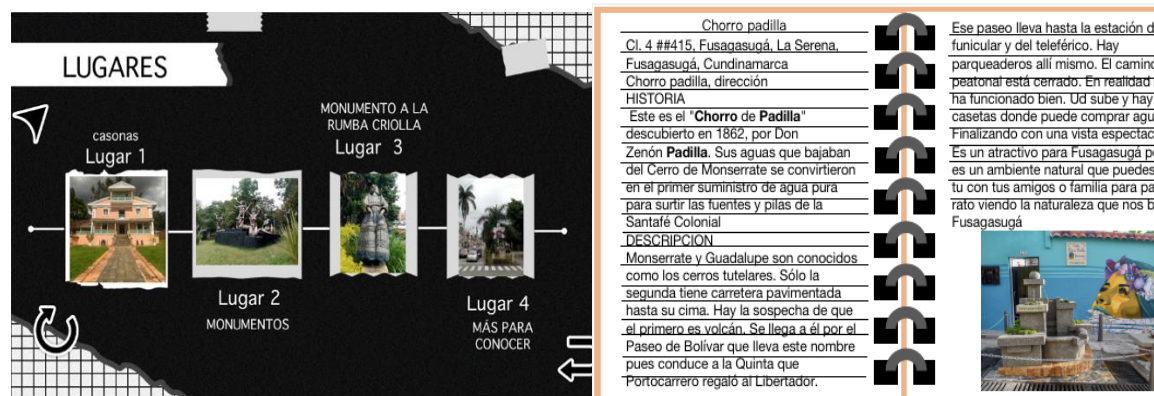 LUGARES
casonas
Lugar 1
Lugar 2
MONUMENTOS
MONUMENTO A LA
RUMBA CRIOLLA
Lugar 3
Lugar 4
MÁS PARA
CONOCER
Chorro padilla
Cl. 4 ##415, Fusagasugá, La Serena,
Fusagasugá, Cundinamarca
Chorro padilla, dirección
HISTORIA
Este es el "Chorro de Padilla"
descubierto en 1862, por Don
Zenón Padilla. Sus aguas que bajaban
del Cerro de Monserrate se convirtieron
en el primer suministro de agua pura
para surtir las fuentes y pilas de la
Santafé Colonial
DESCRIPCION
Monserrate y Guadalupe son conocidos
como los cerros tutelares. Sólo la
segunda tiene carretera pavimentada
hasta su cima. Hay la sospecha de que
el primero es volcán. Se llega a él por el
Paseo de Bolívar que lleva este nombre
pues conduce a la Quinta que
Portocarrero regaló al Libertador.
Ese paseo lleva hasta la estación d
funicular y del teleférico. Hay
parqueaderos allí mismo. El camino
peatonal está cerrado. En realidad
ha funcionado bien. Ud sube y hay
casetas donde puede comprar agu
Finalizando con una vista espectac
Es un atractivo para Fusagasugá p
es un ambiente natural que puedes
tu con tus amigos o familia para pa
rato viendo la naturaleza que nos b
Fusagasugá